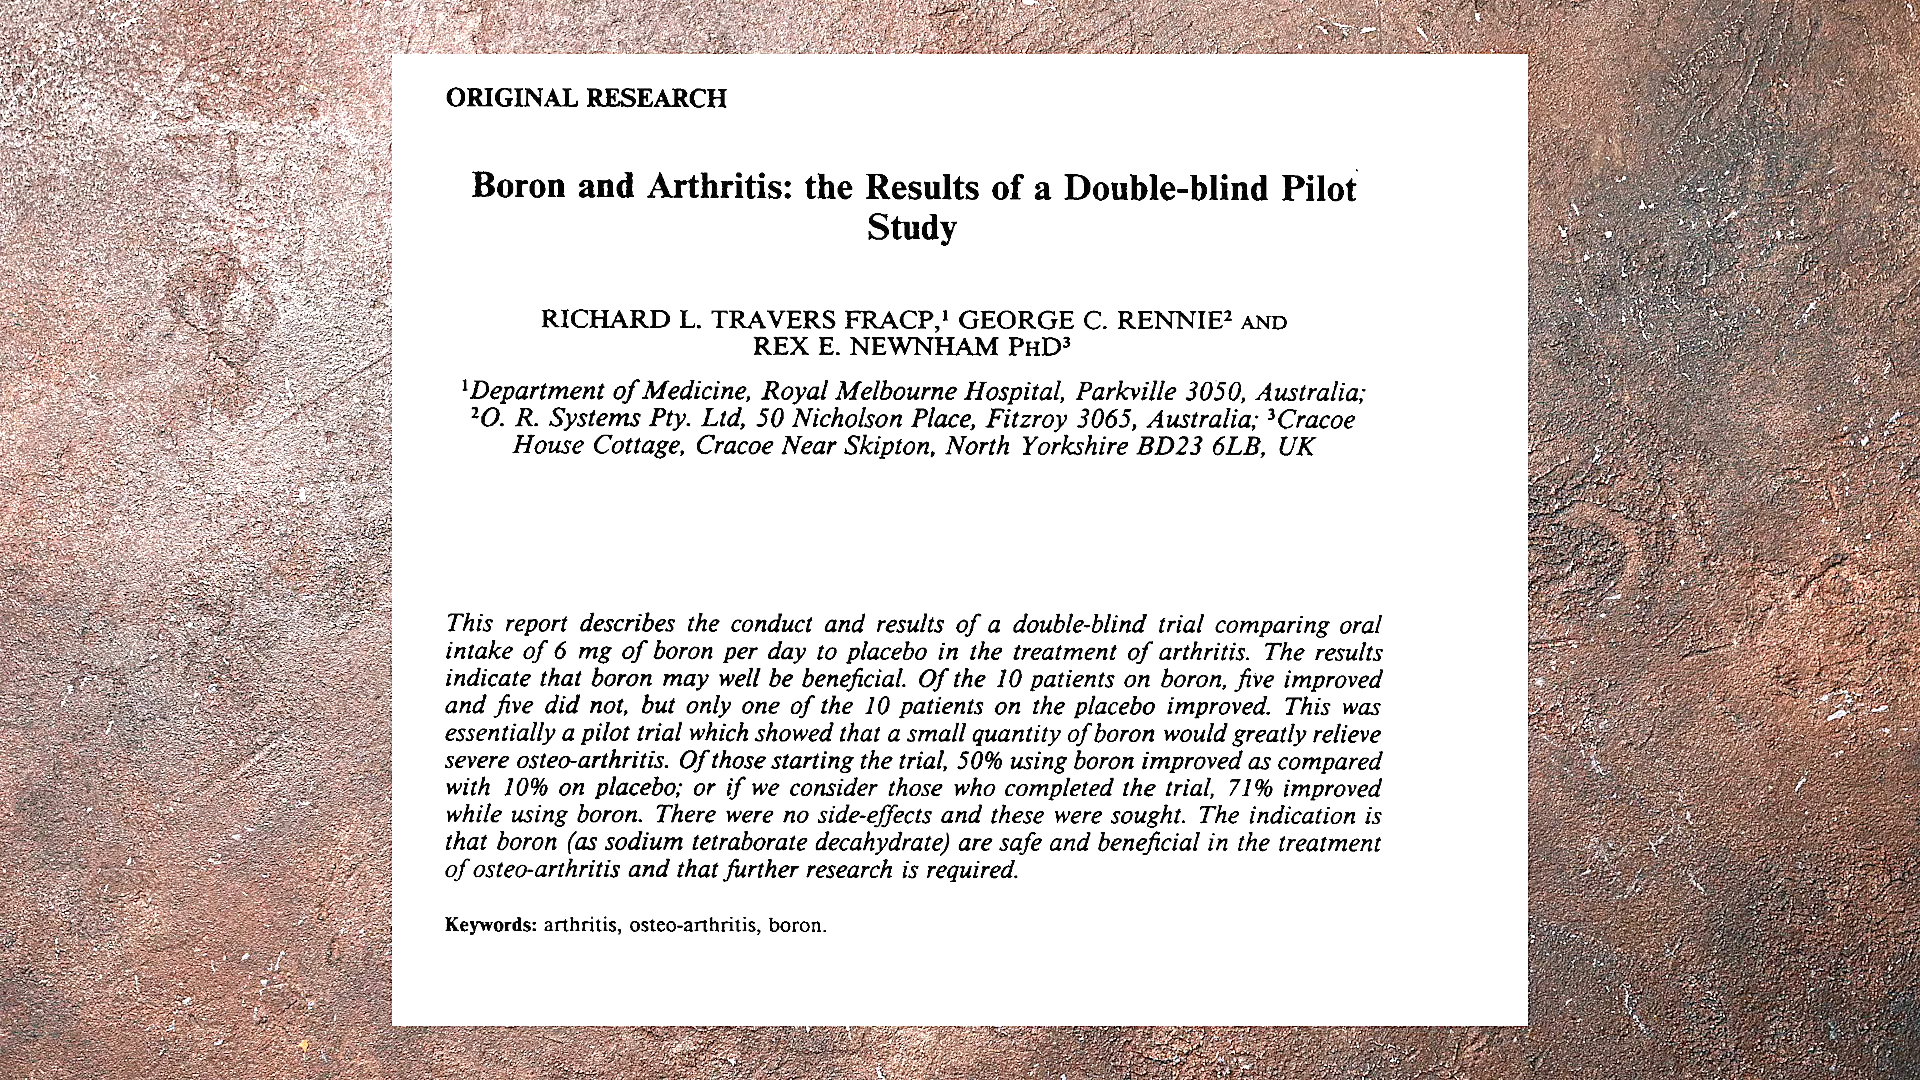 ORIGINAL RESEARCH
Boron and Arthritis: the Results of a Double-blind Pilot
Study
RICHARD L. TRAVERS FRACP,¹ GEORGE C. RENNIE² AND
REX E. NEWNHAM PHD³
¹Department of Medicine, Royal Melbourne Hospital, Parkville 3050, Australia;
²O. R. Systems Pty. Ltd, 50 Nicholson Place, Fitzroy 3065, Australia; ³Cracoe
House Cottage, Cracoe Near Skipton, North Yorkshire BD23 6LB, UK
This report describes the conduct and results of a double-blind trial comparing oral
intake of 6 mg of boron per day to placebo in the treatment of arthritis. The results
indicate that boron may well be beneficial. Of the 10 patients on boron, five improved
and five did not, but only one of the 10 patients on the placebo improved. This was
essentially a pilot trial which showed that a small quantity of boron would greatly relieve
severe osteo-arthritis. Of those starting the trial, 50% using boron improved as compared
with 10% on placebo; or if we consider those who completed the trial, 71% improved
while using boron. There were no side-effects and these were sought. The indication is
that boron (as sodium tetraborate decahydrate) are safe and beneficial in the treatment
of osteo-arthritis and that further research is required.
Keywords: arthritis, osteo-arthritis, boron.